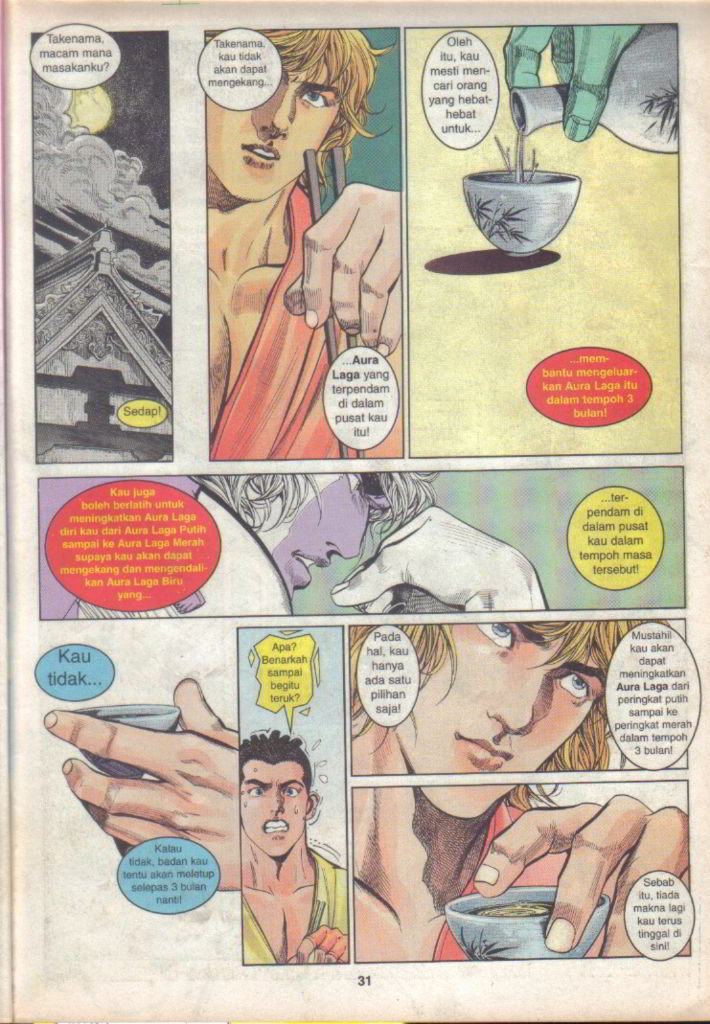 Takenama,
macam mana
masakanku?
Sedap!
Takenama,
kau tidak
akan dapat
mengekang...
...Aura
Laga yang
terpendam
di dalam
pusat kau
itu!
Oleh
itu, kau
mesti men-
cari orang
yang hebat-
hebat
untuk...
...mem-
bantu mengeluar-
kan Aura Laga itu
dalam tempoh 3
bulan!
Kau juga
boleh berlatih untuk
meningkatkan Aura Laga
diri kau dari Aura Laga Putih
sampai ke Aura Laga Merah
supaya kau akan dapat
mengekang dan mengendali-
kan Aura Laga Biru
yang...
...ter-
pendam di
dalam pusat
kau dalam
tempoh masa
tersebut!
Kau
tidak...
Kalau
tidak, badan kau
tentu akan meletup
selepas 3 bulan
nanti!
Apa?
Benarkah
sampai
begitu
teruk?
Pada
hal, kau
hanya
ada satu
pilihan
saja!
Mustahil
kau akan
dapat
meningkatkan
Aura Laga dari
peringkat putih
sampai ke
peringkat merah
dalam tempoh
3 bulan!
Sebab
itu, tiada
makna lagi
kau terus
tinggal di
sini!
31